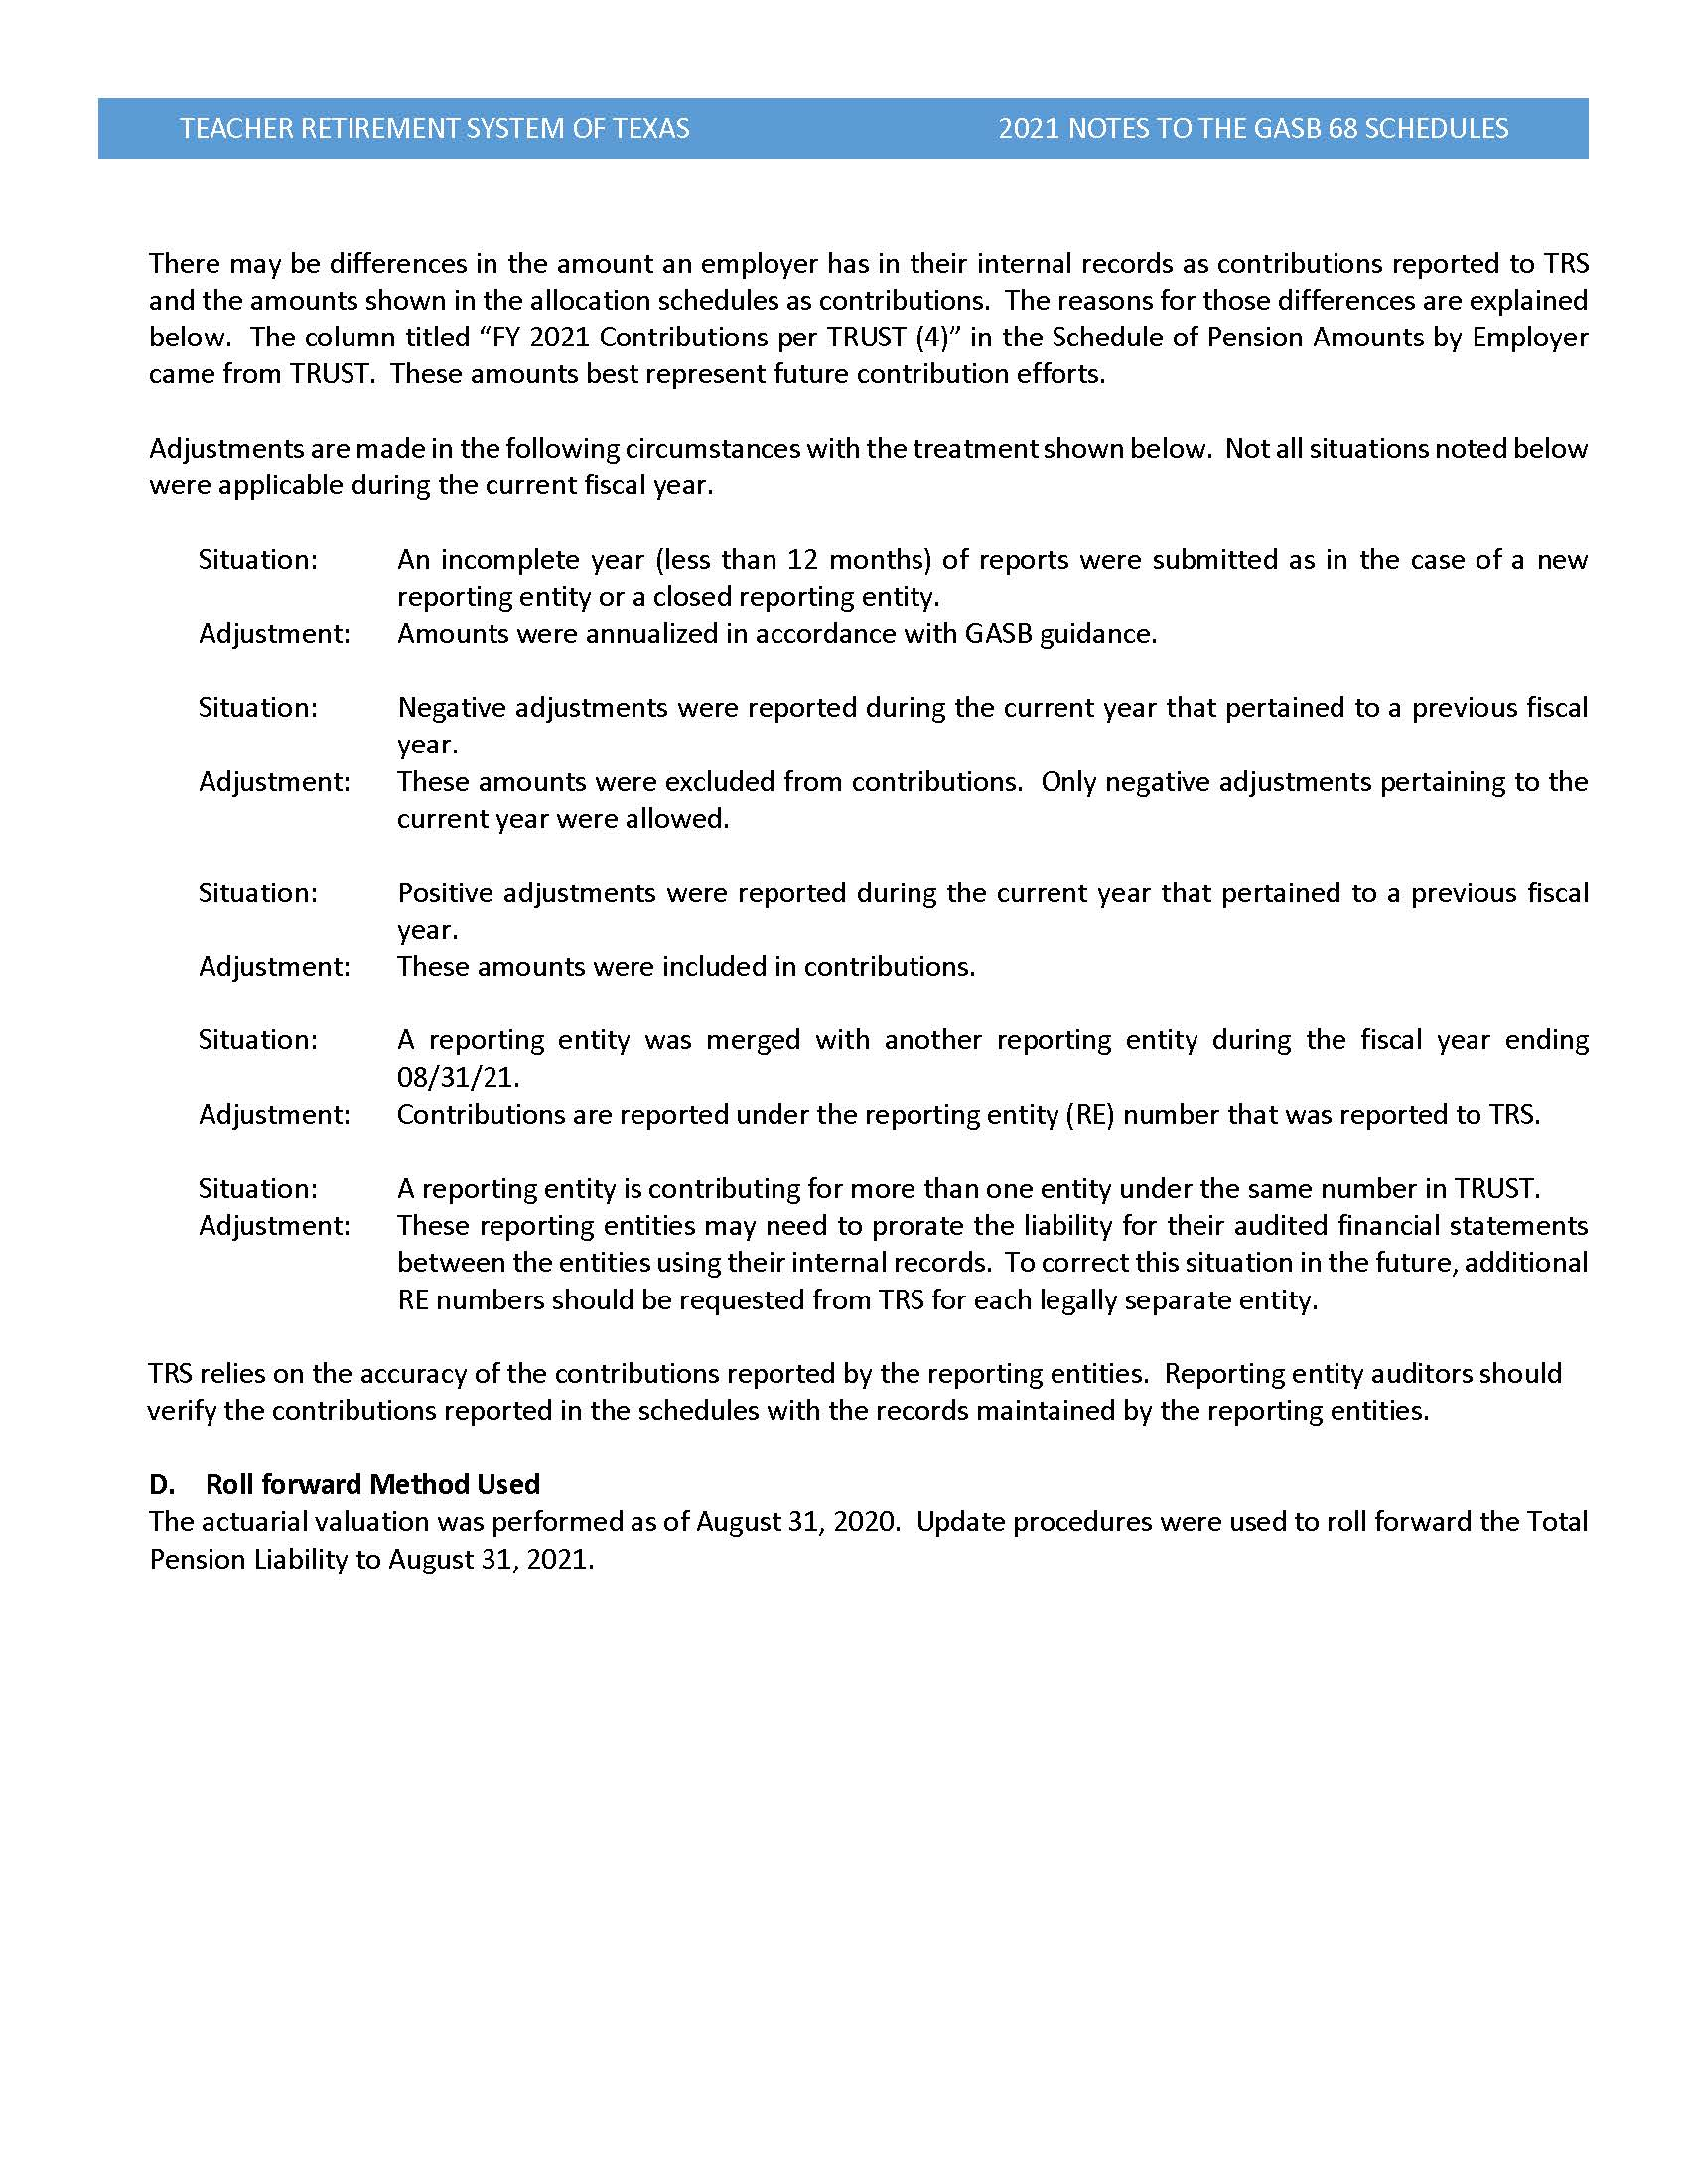 TEACHER RETIREMENT SYSTEM OF TEXAS 2021 NOTES TO THE GASB 68 SCHEDULES
There may be differences in the amount an employer has in their internal records as contributions reported to TRS
and the amounts shown in the allocation schedules as contributions.  The reasons for those differences are explained
below.  The column titled “FY 2021 Contributions per TRUST (4)” in the Schedule of Pension Amounts by Employer
came from TRUST.  These amounts best represent future contribution efforts.
Adjustments are made in the following circumstances with the treatment shown below.  Not all situations noted below
were applicable during the current fiscal year.
Situation: An incomplete year (less than 12 months) of reports were submitted as in the case of a new
reporting entity or a closed reporting entity.
Adjustment: Amounts were annualized in accordance with GASB guidance.
Situation: Negative adjustments were reported during the current year that pertained to a previous fiscal
year.
Adjustment: These amounts were excluded from contributions.  Only negative adjustments pertaining to the
current year were allowed.
Situation: Positive adjustments were reported during the current year that pertained to a previous fiscal
year.
Adjustment: These amounts were included in contributions.
Situation: A reporting entity was merged with another reporting entity during the fiscal year ending
08/31/21.
Adjustment: Contributions are reported under the reporting entity (RE) number that was reported to TRS.
Situation: A reporting entity is contributing for more than one entity under the same number in TRUST.
Adjustment: These reporting entities may need to prorate the liability for their audited financial statements
between the entities using their internal records.  To correct this situation in the future, additional
RE numbers should be requested from TRS for each legally separate entity.
TRS relies on the accuracy of the contributions reported by the reporting entities.  Reporting entity auditors should
verify the contributions reported in the schedules with the records maintained by the reporting entities.
D. Roll forward Method Used
The actuarial valuation was performed as of August 31, 2020.  Update procedures were used to roll forward the Total
Pension Liability to August 31, 2021.